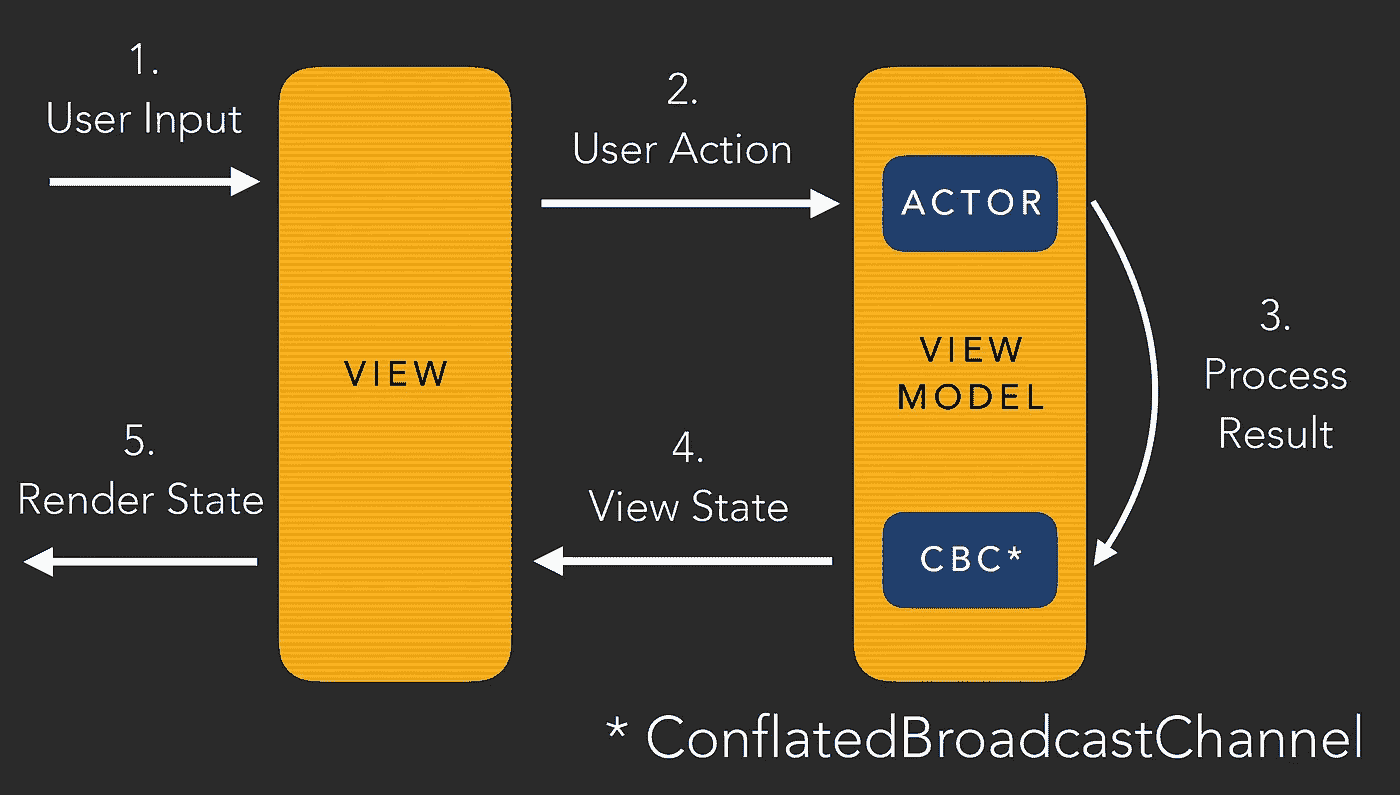 1.
User Input
2.
User Action
ACTOR
VIEW
VIEW
MODEL
3.
Process
Result
4.
View State
CBC*
5.
Render State
* ConflatedBroadcastChannel